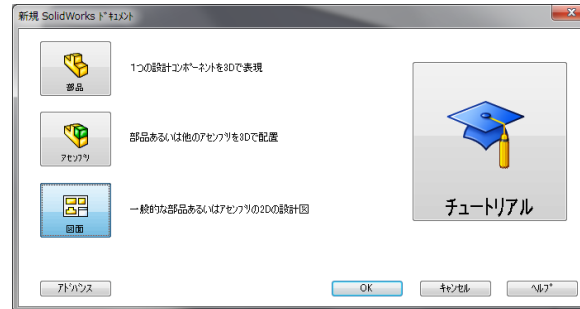 新規 SolidWorks ﾄﾞｷｭﾒﾝﾄ
部品
1つの設計ｺﾝﾎﾟｰﾈﾝﾄを3Dで表現
ｱｾﾝﾌﾞﾘ
部品あるいは他のｱｾﾝﾌﾞﾘを3Dで配置
図面
一般的な部品あるいはｱｾﾝﾌﾞﾘの2Dの設計図
チュートリアル
ｱﾄﾞﾊﾞﾝｽ
OK
ｷｬﾝｾﾙ
ﾍﾙﾌﾟ